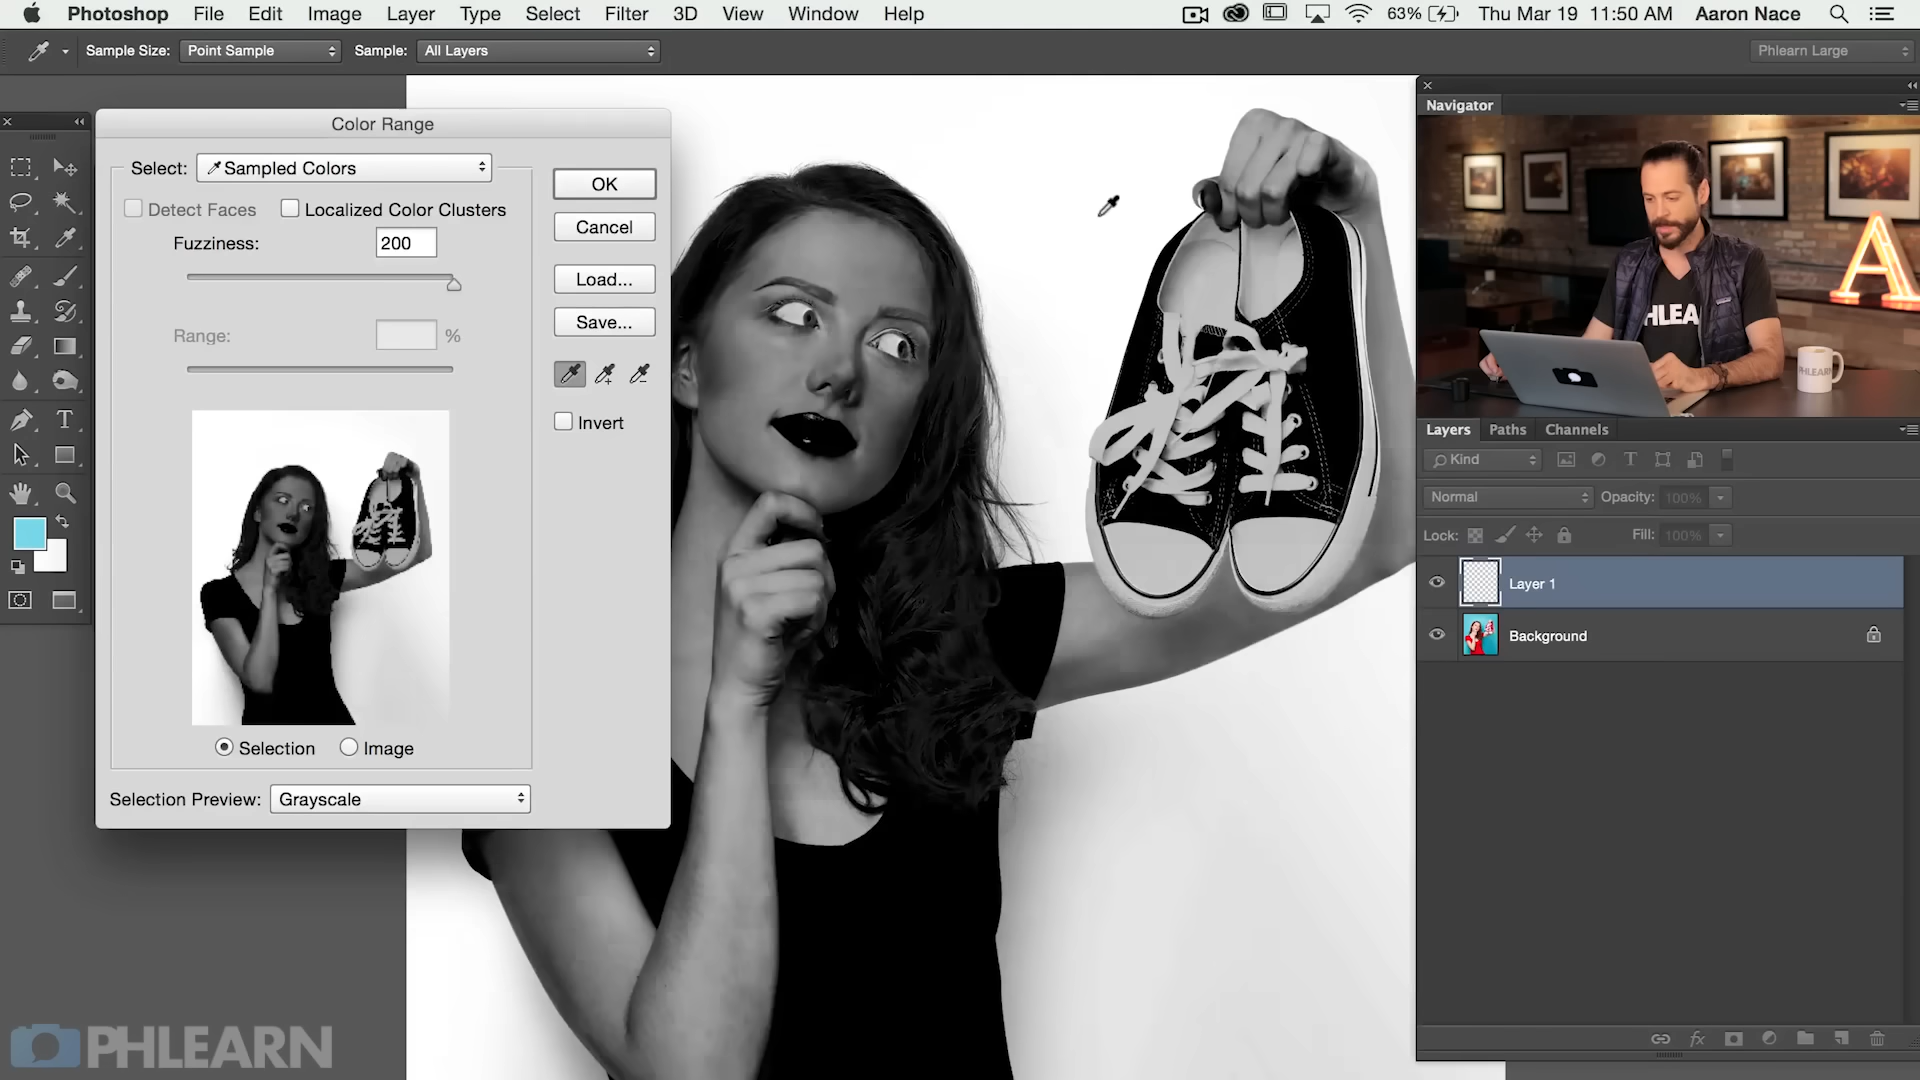 Photoshop File Edit Image Layer Type Select Filter 3D View Window Help 63% Thu Mar 19 11:50 AM Aaron Nace
Sample Size: Point Sample Sample: All Layers Phlearn Large
Color Range
Select: Sampled Colors
Detect Faces Localized Color Clusters
Fuzziness: 200
Range: %
Selection Image
Selection Preview: Grayscale
OK
Cancel
Load...
Save...
Invert
Navigator
A
HLEA
PHLEARN
Layers Paths Channels
Kind
Normal Opacity: 100%
Lock: Fill: 100%
Layer 1
Background
fx
T
PHLEARN